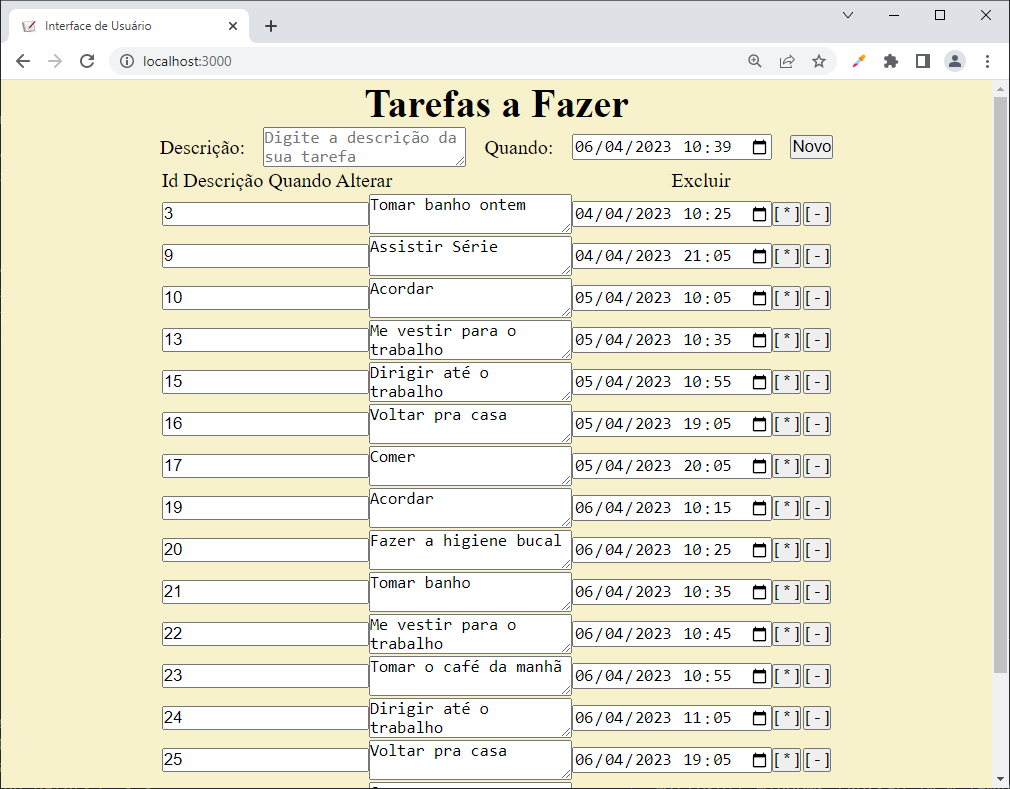 Interface de Usuário
localhost:3000
Tarefas a Fazer
Descrição: Digite a descrição da sua tarefa Quando: 06/04/2023 10:39 Novo
Id Descrição Quando Alterar Excluir
3 Tomar banho ontem 04/04/2023 10:25 [*] [-]
9 Assistir Série 04/04/2023 21:05 [*] [-]
10 Acordar 05/04/2023 10:05 [*] [-]
13 Me vestir para o trabalho 05/04/2023 10:35 [*] [-]
15 Dirigir até o trabalho 05/04/2023 10:55 [*] [-]
16 Voltar pra casa 05/04/2023 19:05 [*] [-]
17 Comer 05/04/2023 20:05 [*] [-]
19 Acordar 06/04/2023 10:15 [*] [-]
20 Fazer a higiene bucal 06/04/2023 10:25 [*] [-]
21 Tomar banho 06/04/2023 10:35 [*] [-]
22 Me vestir para o trabalho 06/04/2023 10:45 [*] [-]
23 Tomar o café da manhã 06/04/2023 10:55 [*] [-]
24 Dirigir até o trabalho 06/04/2023 11:05 [*] [-]
25 Voltar pra casa 06/04/2023 19:05 [*] [-]